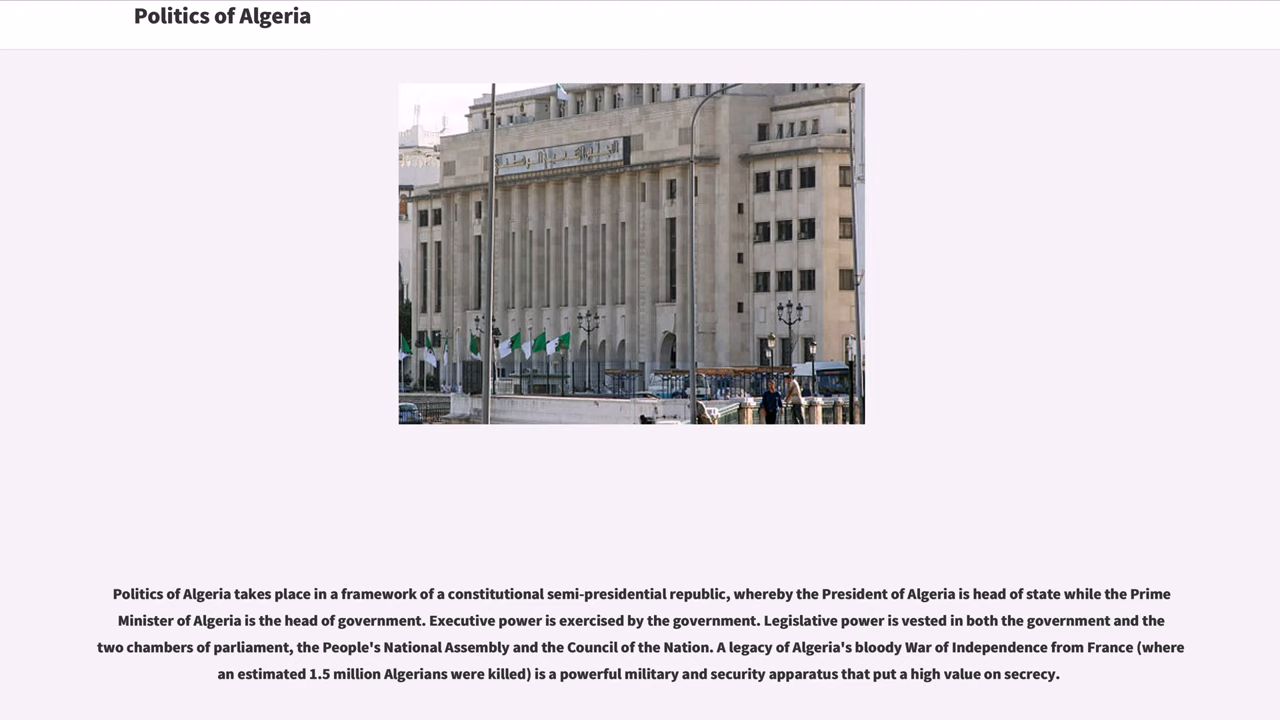 Politics of Algeria
المجلس الشعبي الوطني
Politics of Algeria takes place in a framework of a constitutional semi-presidential republic, whereby the President of Algeria is head of state while the Prime
Minister of Algeria is the head of government. Executive power is exercised by the government. Legislative power is vested in both the government and the
two chambers of parliament, the People's National Assembly and the Council of the Nation. A legacy of Algeria's bloody War of Independence from France (where
an estimated 1.5 million Algerians were killed) is a powerful military and security apparatus that put a high value on secrecy.